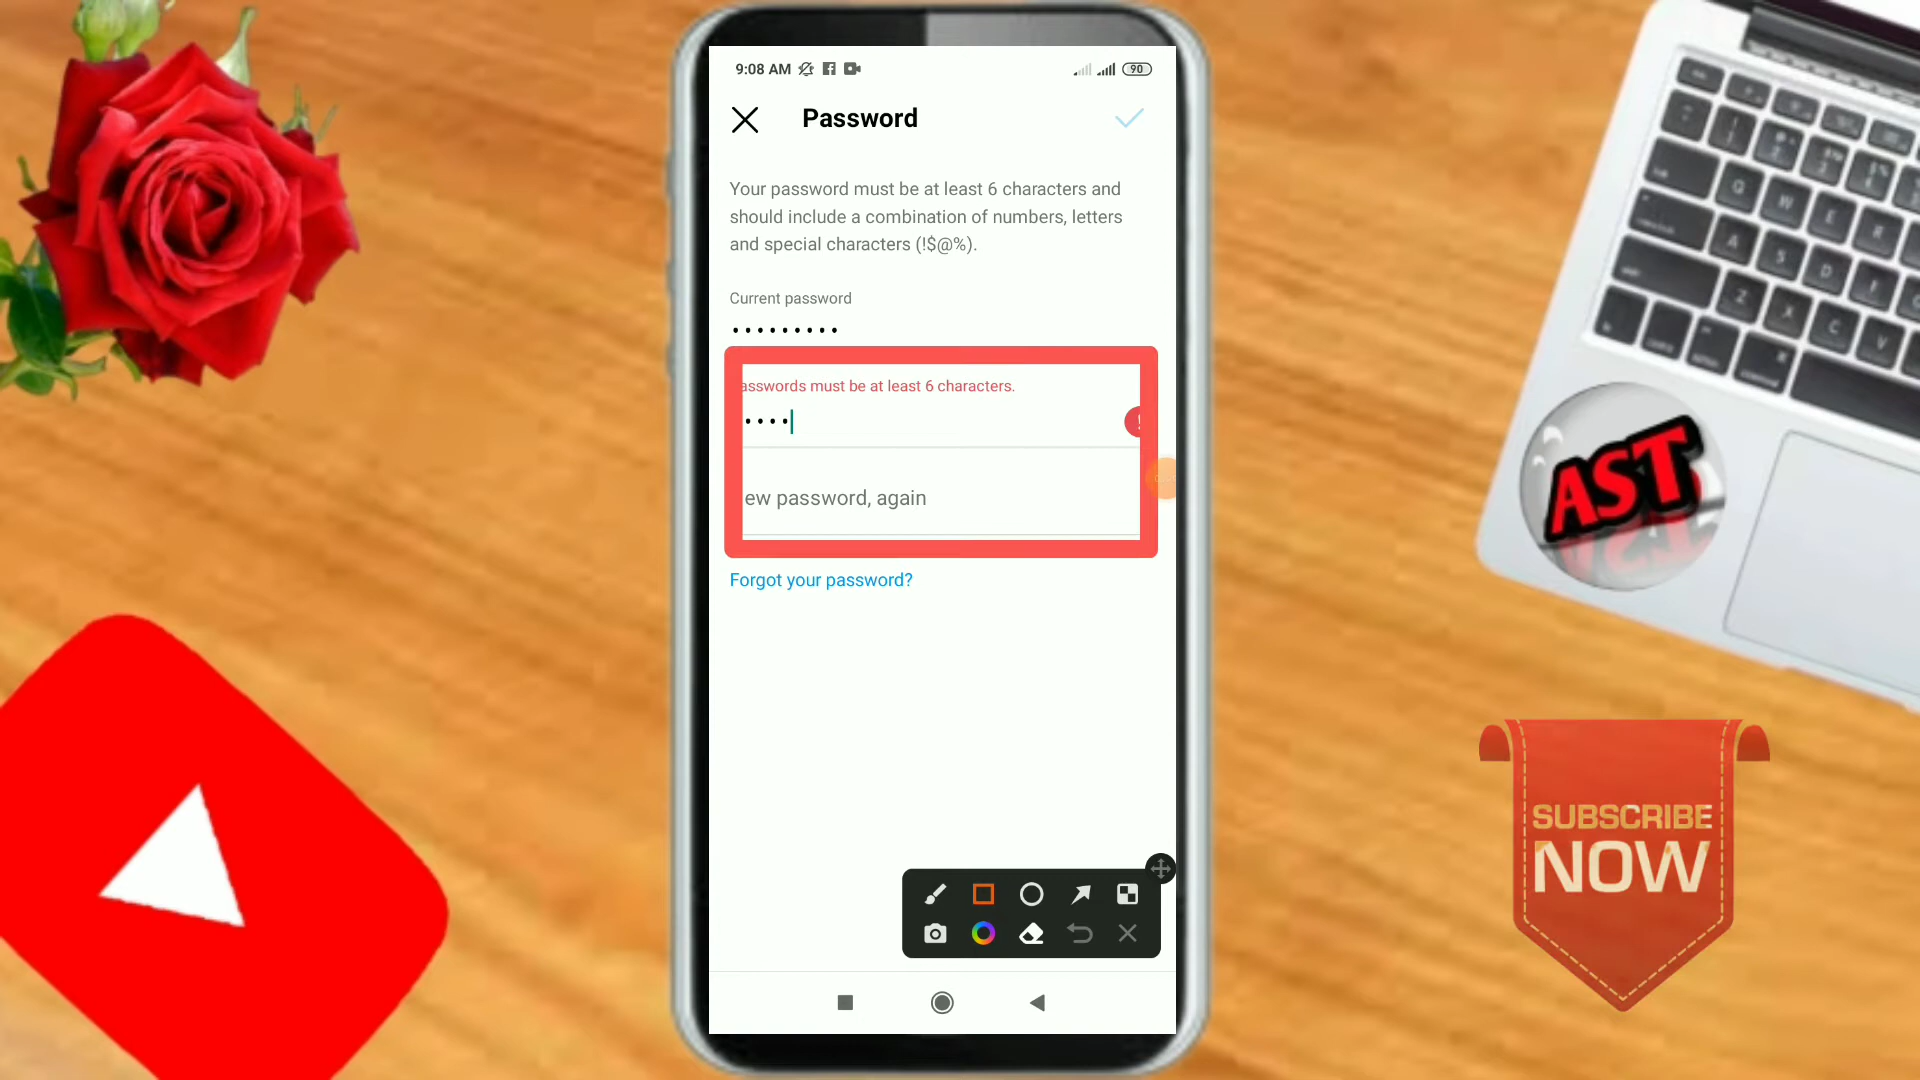 9:08 AM
90
Password
Your password must be at least 6 characters and
should include a combination of numbers, letters
and special characters (!$@%).
Current password
asswords must be at least 6 characters.
ew password, again
Forgot your password?
Q
W
E
R
A
S
D
F
Z
X
C
V
AST
SUBSCRIBE
NOW